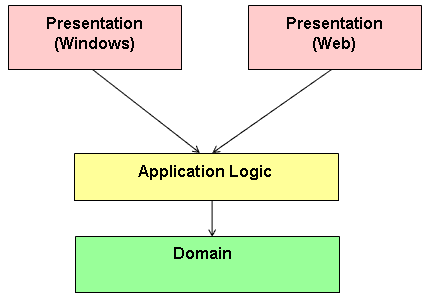 Presentation
(Windows)
Presentation
(Web)
Application Logic
Domain